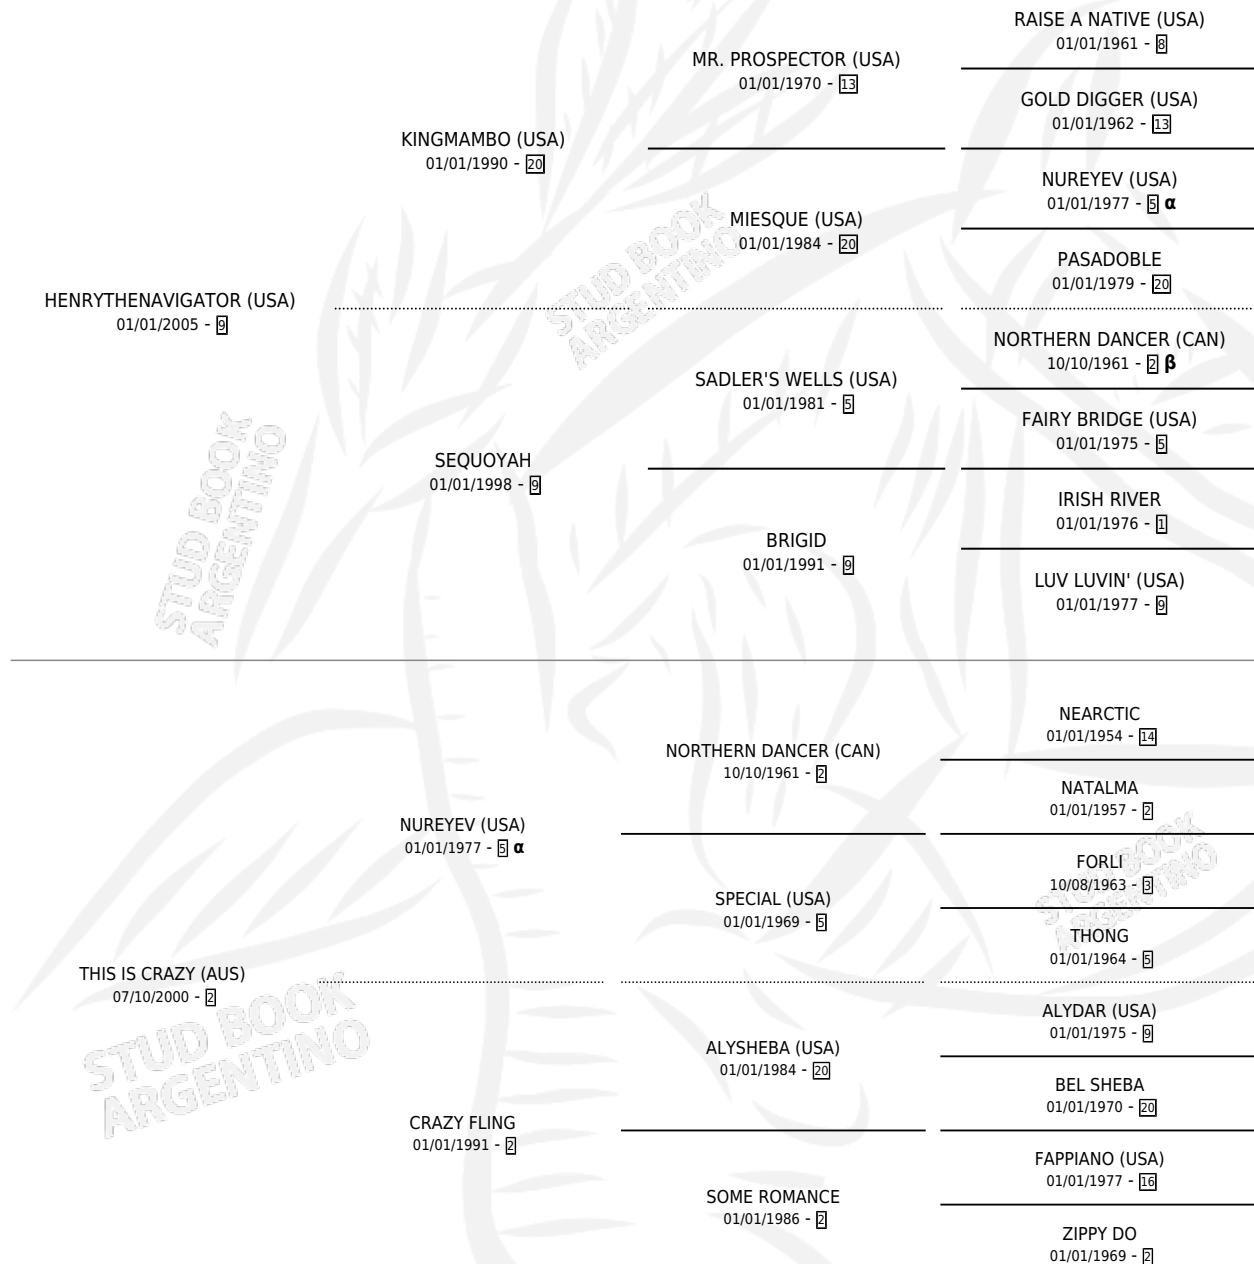 RAISE A NATIVE (USA)
01/01/1961 - 8
MR. PROSPECTOR (USA)
01/01/1970 - 13
GOLD DIGGER (USA)
01/01/1962 - 13
KINGMAMBO (USA)
01/01/1990 - 20
NUREYEV (USA)
01/01/1977 - 5 α
MIESQUE (USA)
01/01/1984 - 20
PASADOBLE
01/01/1979 - 20
HENRYTHENAVIGATOR (USA)
01/01/2005 - 9
NORTHERN DANCER (CAN)
10/10/1961 - 2 β
SADLER'S WELLS (USA)
01/01/1981 - 5
FAIRY BRIDGE (USA)
01/01/1975 - 5
SEQUOYAH
01/01/1998 - 9
IRISH RIVER
01/01/1976 - 1
BRIGID
01/01/1991 - 9
LUV LUVIN' (USA)
01/01/1977 - 9
NEARCTIC
01/01/1954 - 14
NORTHERN DANCER (CAN)
10/10/1961 - 2
NATALMA
01/01/1957 - 2
NUREYEV (USA)
01/01/1977 - 5 α
FORLI
10/08/1963 - 3
SPECIAL (USA)
01/01/1969 - 5
THONG
01/01/1964 - 5
THIS IS CRAZY (AUS)
07/10/2000 - 2
ALYDAR (USA)
01/01/1975 - 9
ALYSHEBA (USA)
01/01/1984 - 20
BEL SHEBA
01/01/1970 - 20
CRAZY FLING
01/01/1991 - 2
FAPPIANO (USA)
01/01/1977 - 16
SOME ROMANCE
01/01/1986 - 2
ZIPPY DO
01/01/1969 - 2
STUD BOOK
ARGENTINO
STUD BOOK
ARGENTINO
STUD BOOK
ARGENTINO
STUD BOOK
ARGENTINO